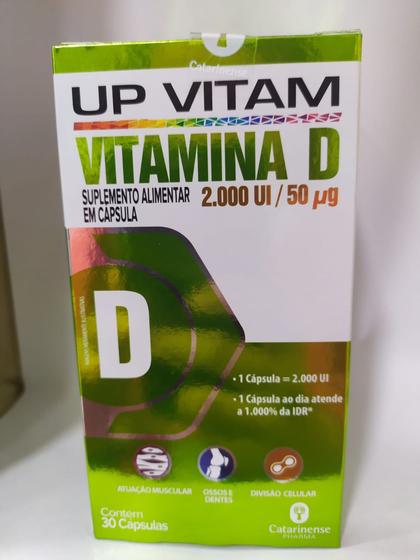 Catarinense
UP VITAM
VITAMINA D
SUPLEMENTO ALIMENTAR
EM CÁPSULA
2.000 UI / 50 µg
D
• 1 Cápsula = 2.000 UI
• 1 Cápsula ao dia atende
a 1.000% da IDR*
ATUAÇÃO MUSCULAR
OSSOS E
DENTES
DIVISÃO CELULAR
Contém
30 Cápsulas
Catarinense
PHARMA